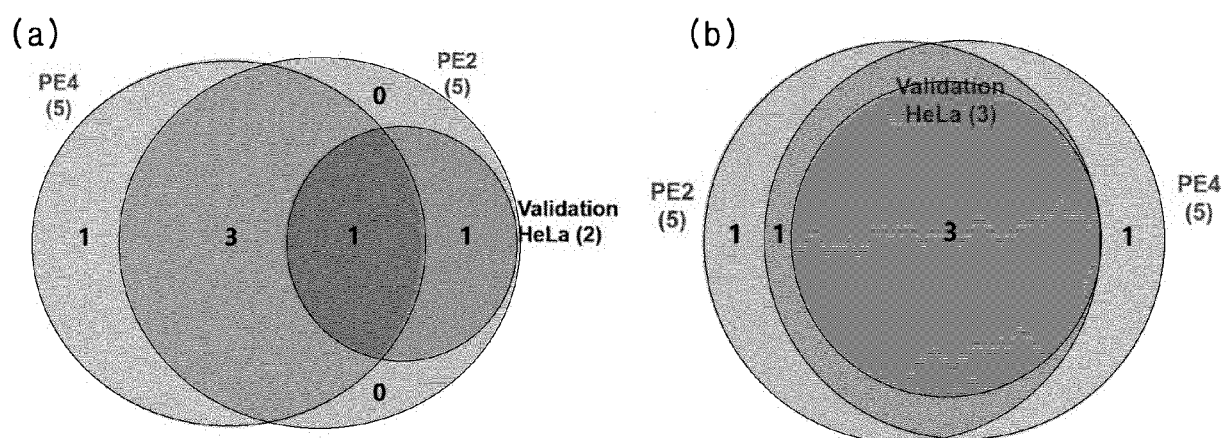 (a)
PE4
(5)
PE2
(5)
0
1
3
1
1
Validation
HeLa (2)
0
(b)
Validation
HeLa (3)
PE2
(5)
PE4
(5)
1
1
3
1